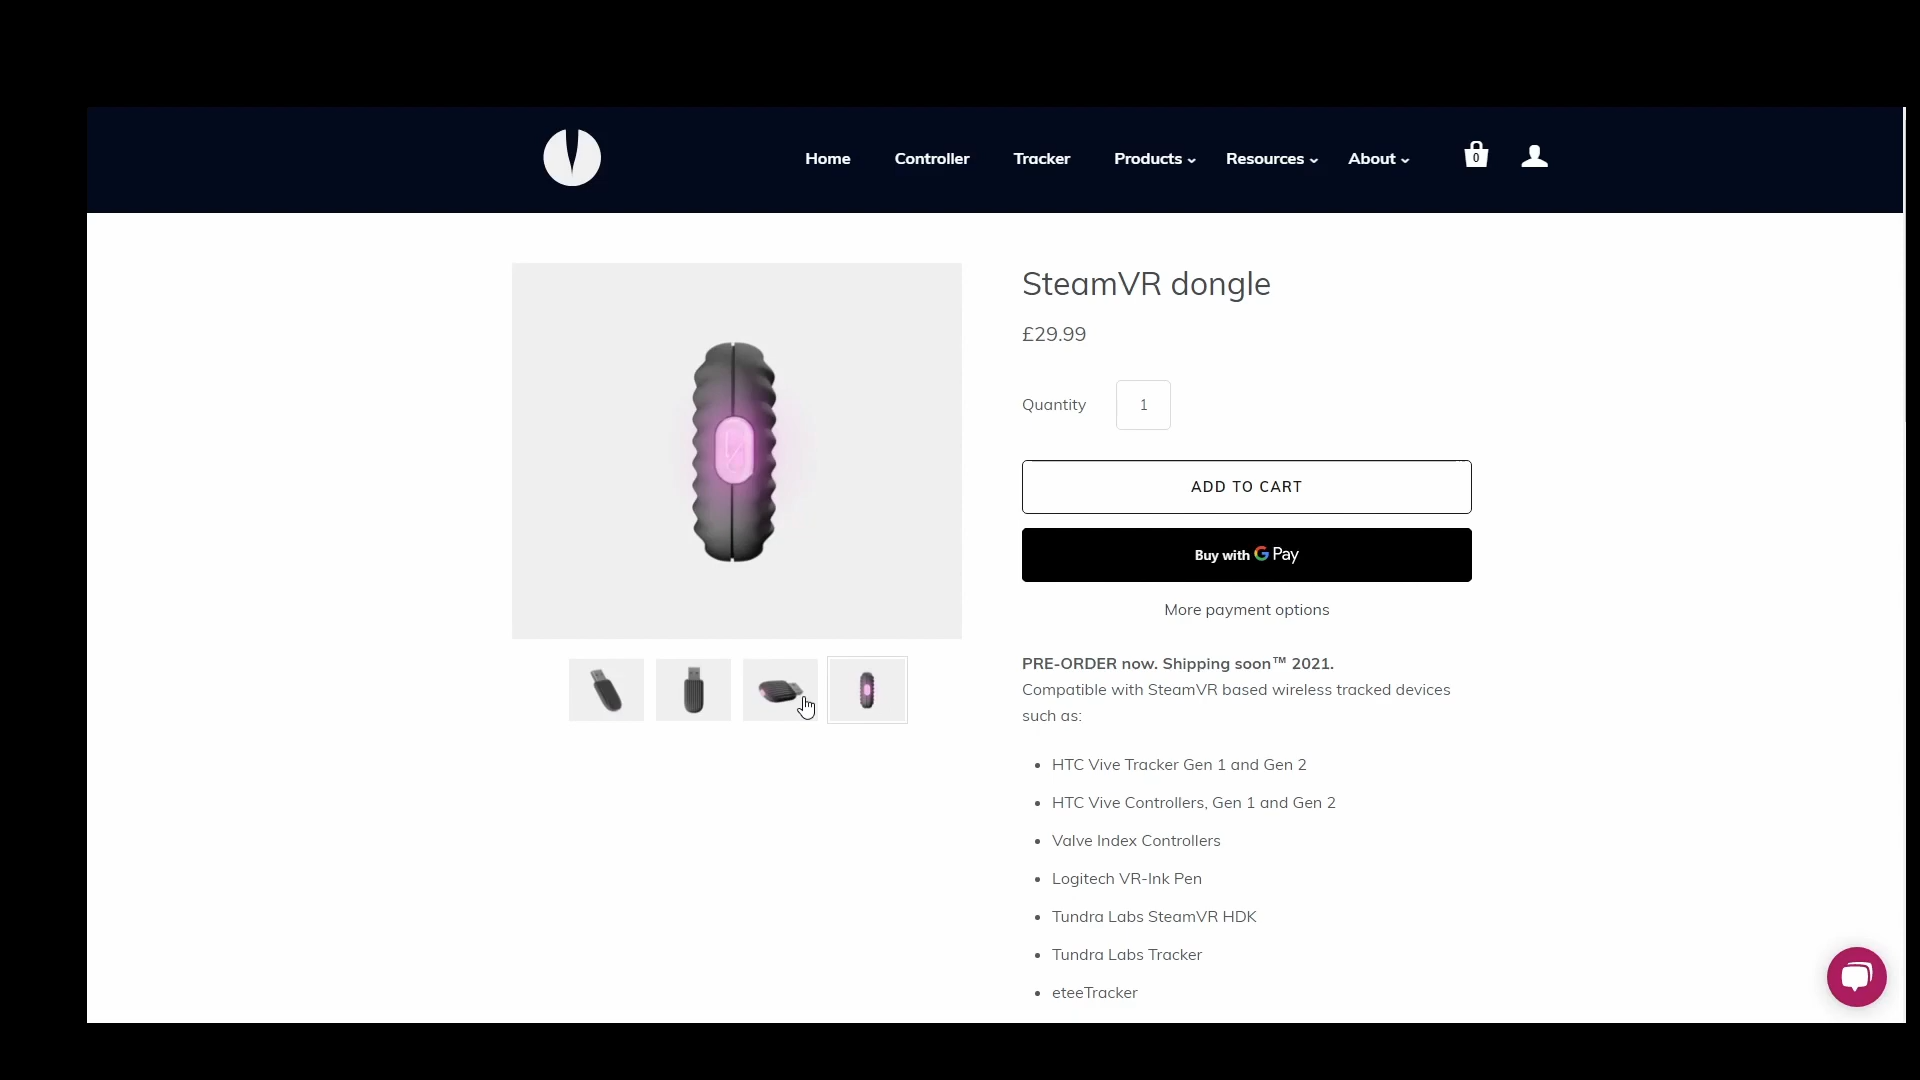 Home
Controller
Tracker
Products
Resources
About
0
SteamVR dongle
£29.99
Quantity
1
ADD TO CART
Buy with G Pay
More payment options
PRE-ORDER now. Shipping soon™ 2021.
Compatible with SteamVR based wireless tracked devices
such as:
• HTC Vive Tracker Gen 1 and Gen 2
• HTC Vive Controllers, Gen 1 and Gen 2
• Valve Index Controllers
• Logitech VR-Ink Pen
• Tundra Labs SteamVR HDK
• Tundra Labs Tracker
• eteeTracker